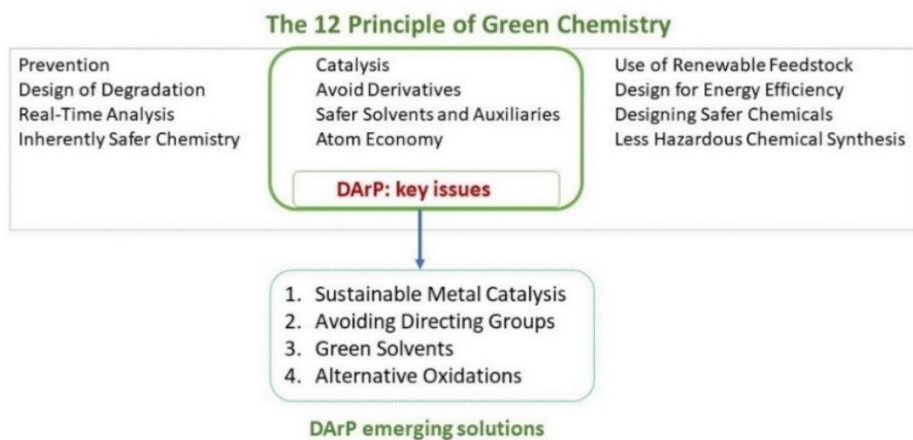 The 12 Principle of Green Chemistry
Prevention
Design of Degradation
Real-Time Analysis
Inherently Safer Chemistry
Catalysis
Avoid Derivatives
Safer Solvents and Auxiliaries
Atom Economy
DArP: key issues
Use of Renewable Feedstock
Design for Energy Efficiency
Designing Safer Chemicals
Less Hazardous Chemical Synthesis
1. Sustainable Metal Catalysis
2. Avoiding Directing Groups
3. Green Solvents
4. Alternative Oxidations
DArP emerging solutions